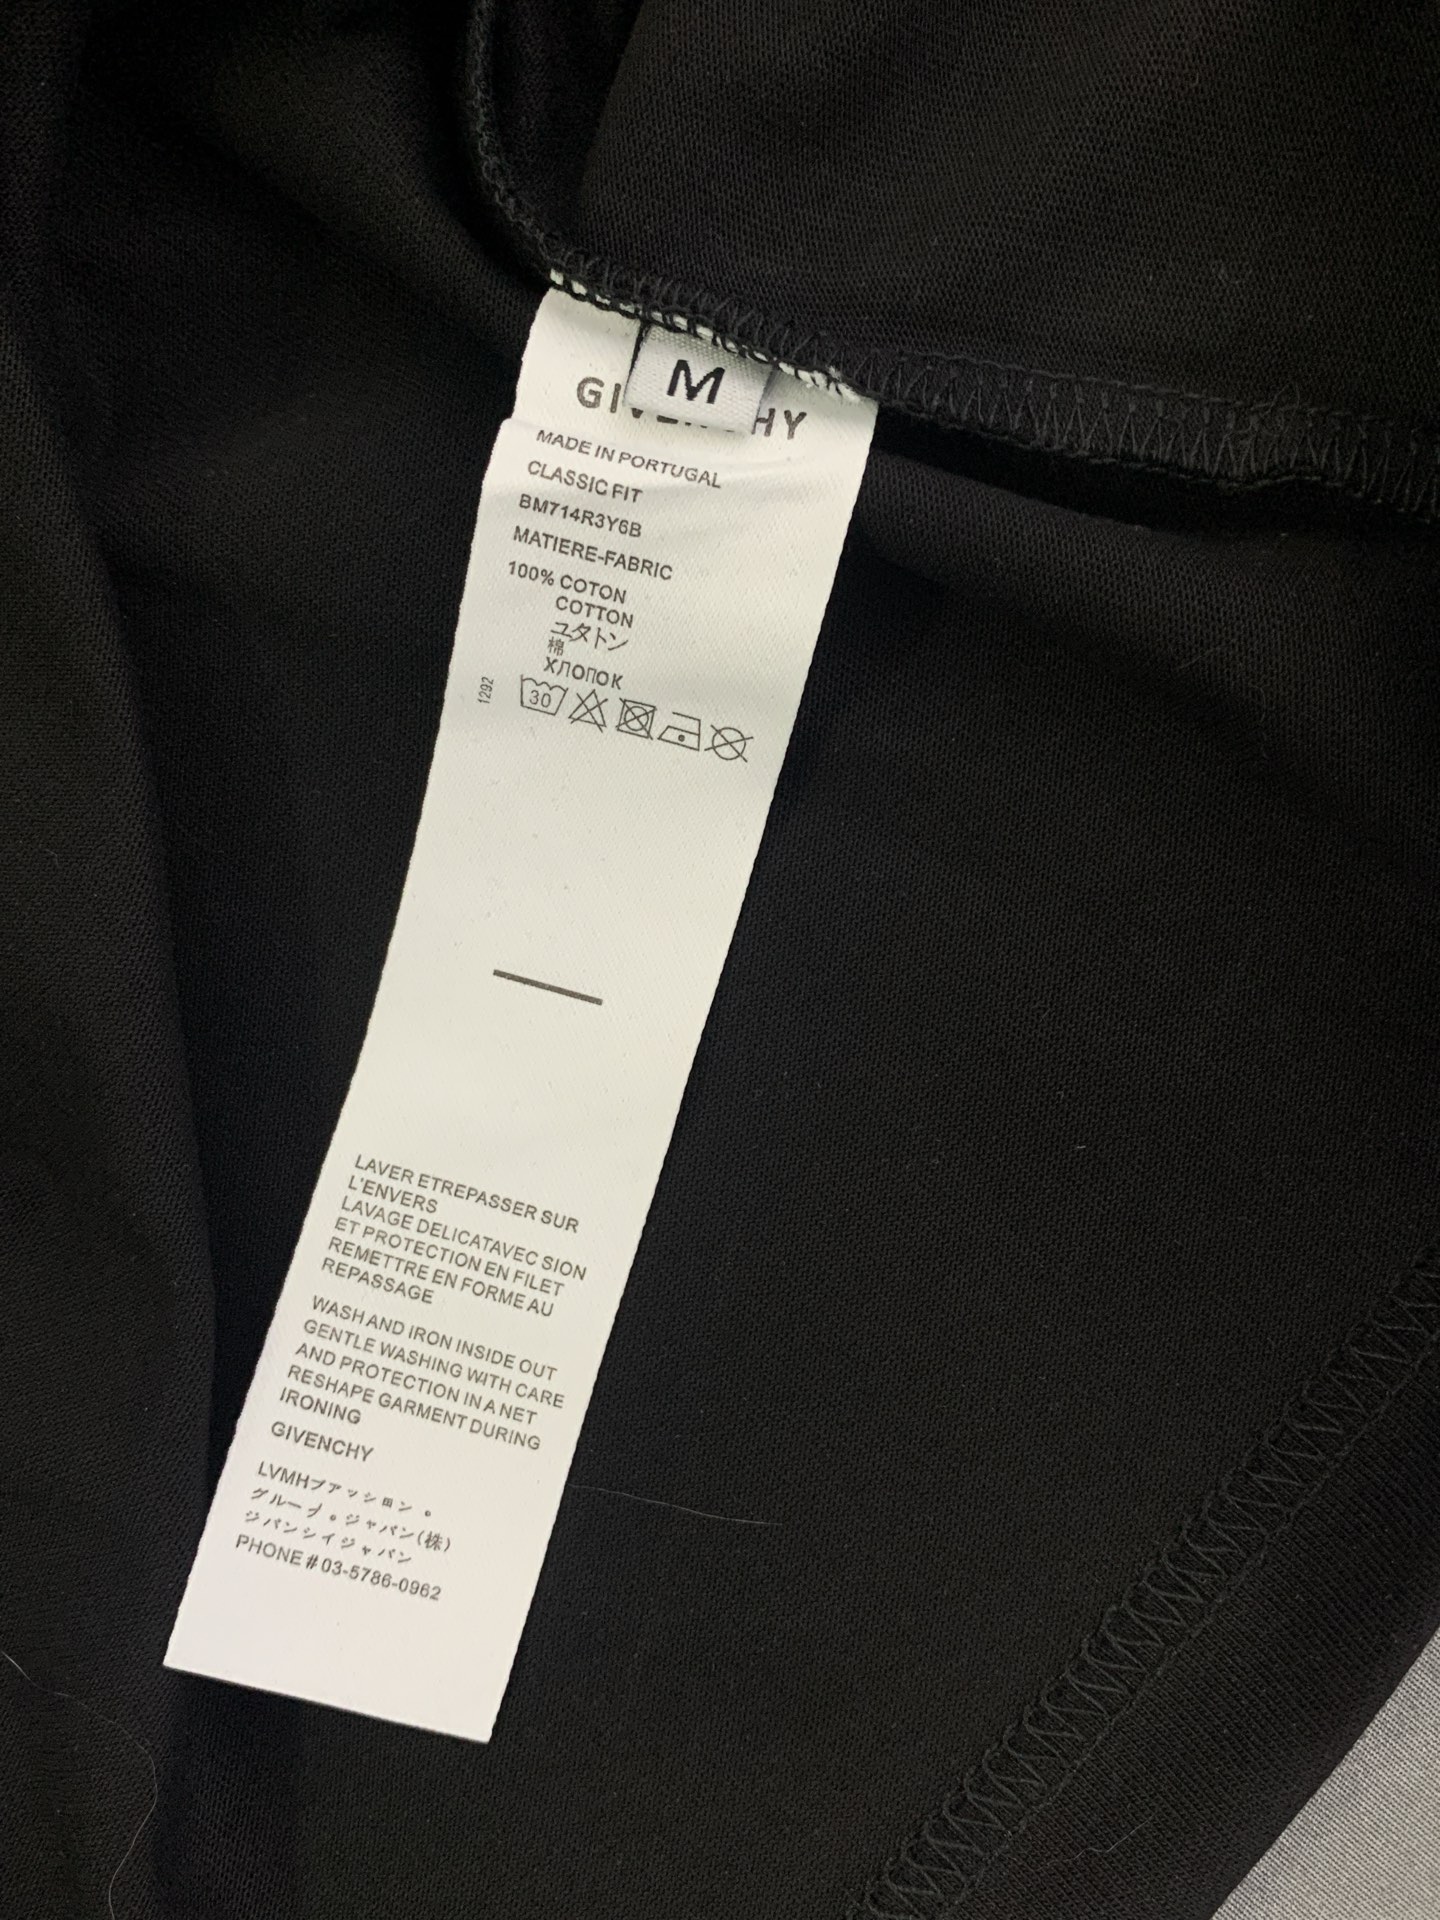 M
GIVENCHY
MADE IN PORTUGAL
CLASSIC FIT
BM714R3Y6B
MATIERE-FABRIC
100% COTON
COTTON
ユタトン
棉
ХЛОПОК
1292
30
LAVER ETREPASSER SUR
L'ENVERS
LAVAGE DELICATAVEC SION
ET PROTECTION EN FILET
REMETTRE EN FORME AU
REPASSAGE
WASH AND IRON INSIDE OUT
GENTLE WASHING WITH CARE
AND PROTECTION IN A NET
RESHAPE GARMENT DURING
IRONING
GIVENCHY
LVMHファッション。
グループ。ジャパン(株)
ジバンシイジャパン
PHONE#03-5786-0962